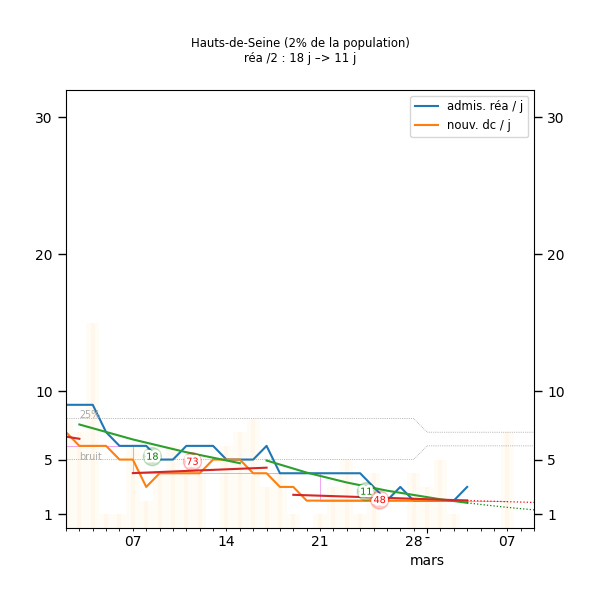 Hauts-de-Seine (2% de la population)
réa /2 : 18 j –> 11 j
admis. réa / j
nouv. dc / j
30 30
20 20
10 10
25%
bruit
18
73
5 5
11
48
1 1
07 14 21 28 07
mars